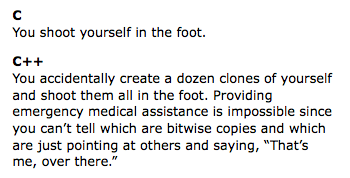 C
You shoot yourself in the foot.
C++
You accidentally create a dozen clones of yourself
and shoot them all in the foot. Providing
emergency medical assistance is impossible since
you can’t tell which are bitwise copies and which
are just pointing at others and saying, “That’s
me, over there.”